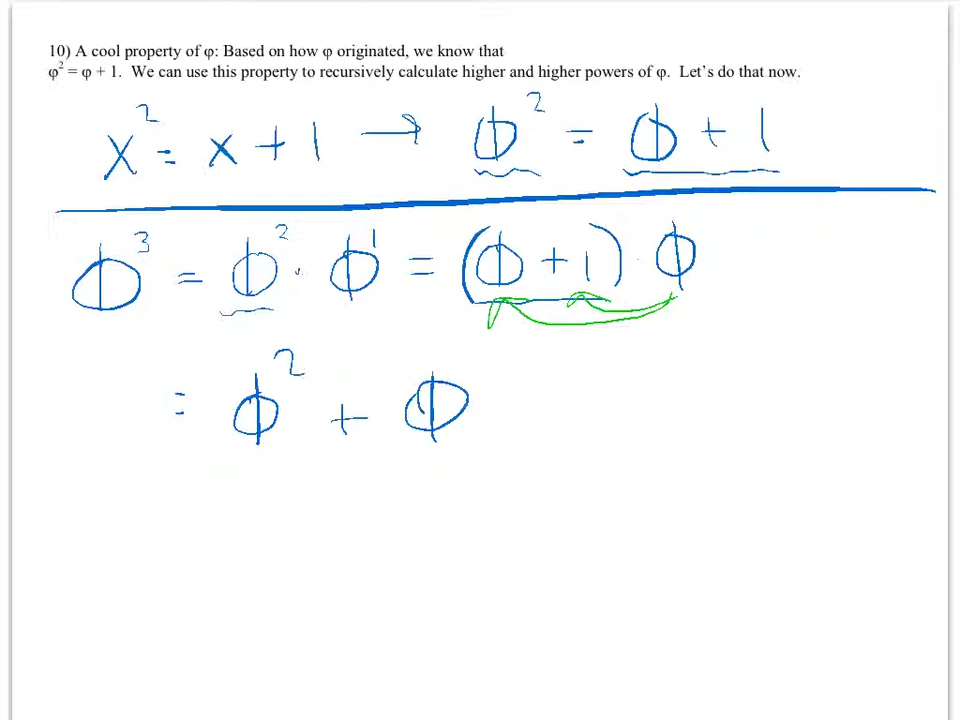 10) A cool property of φ: Based on how φ originated, we know that
φ² = φ + 1. We can use this property to recursively calculate higher and higher powers of φ. Let's do that now.
x² = x + 1 → φ² = φ + 1
φ³ = φ² · φ¹ = (φ + 1) · φ
= φ² + φ